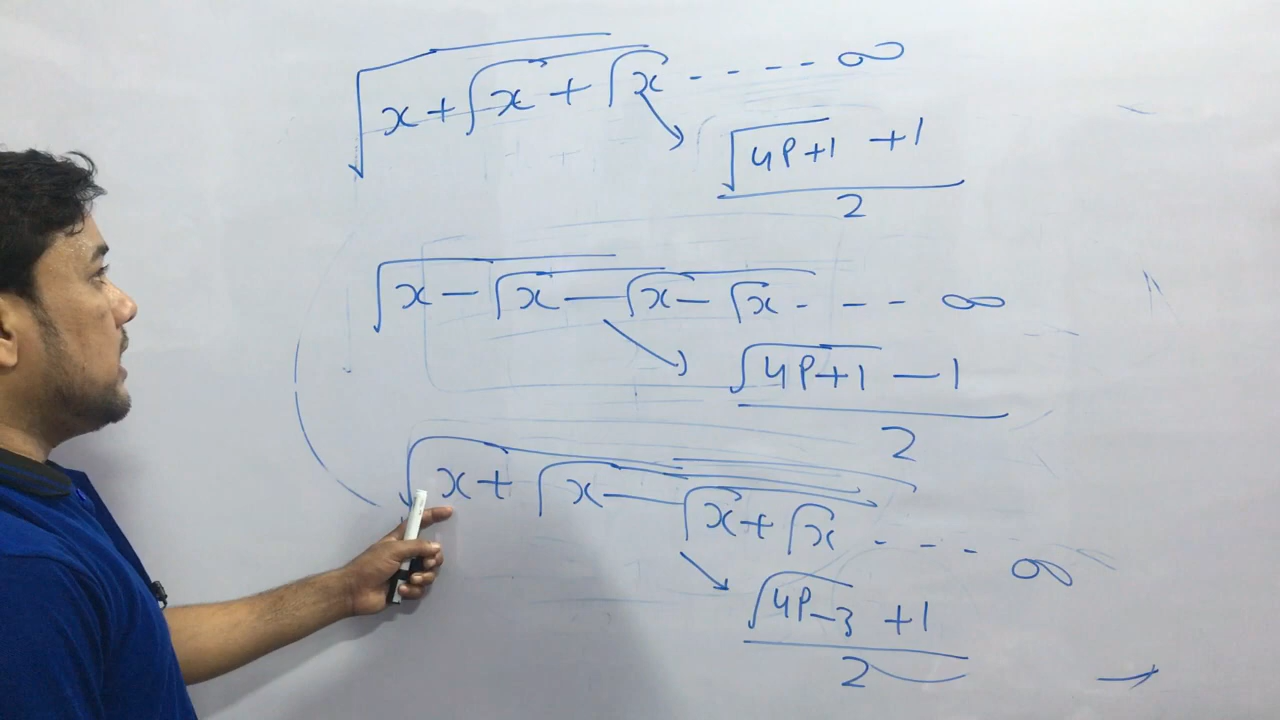 √(x + √(x + √x ---- ∞
(√(4P+1) + 1)/2
√(x − √(x − √(x − √x --- ∞
(√(4P+1) − 1)/2
√(x + √(x − √(x + √x ---- ∞
(√(4P−3) + 1)/2